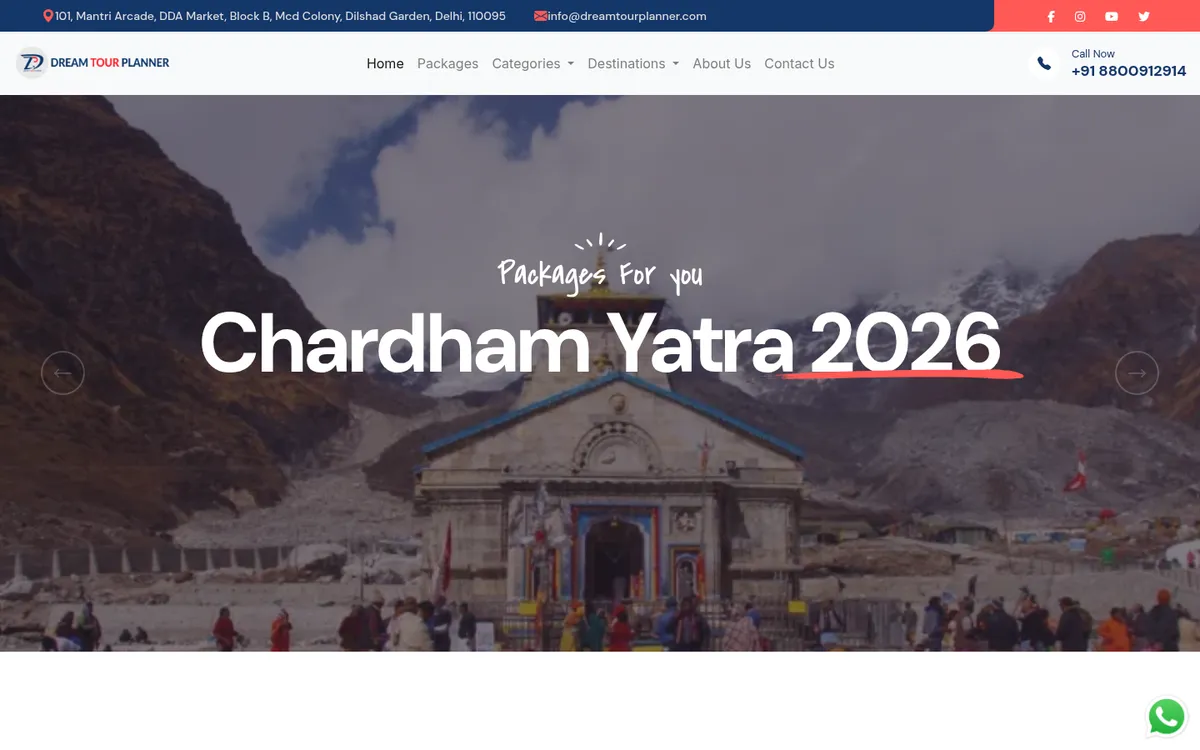 101, Mantri Arcade, DDA Market, Block B, Mcd Colony, Dilshad Garden, Delhi, 110095
info@dreamtourplanner.com
DREAM TOUR PLANNER
Home
Packages
Categories
Destinations
About Us
Contact Us
Call Now
+91 8800912914
Packages For you
Chardham Yatra 2026